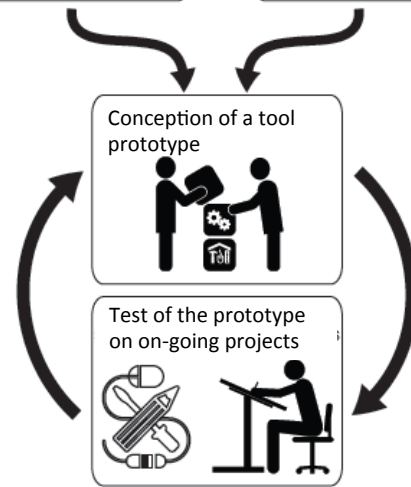 Conception of a tool
prototype
Test of the prototype
on on-going projects